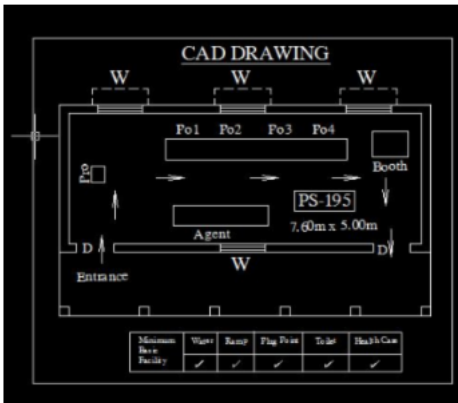 CAD DRAWING
W W W
Po1 Po2 Po3 Po4
Pro
Booth
PS-195
7.60m x 5.00m
Agent
D D
W
Entrance
Minimum Basic Facility Water Ramp Plug Point Toilet Health Care
✓ ✓ ✓ ✓ ✓